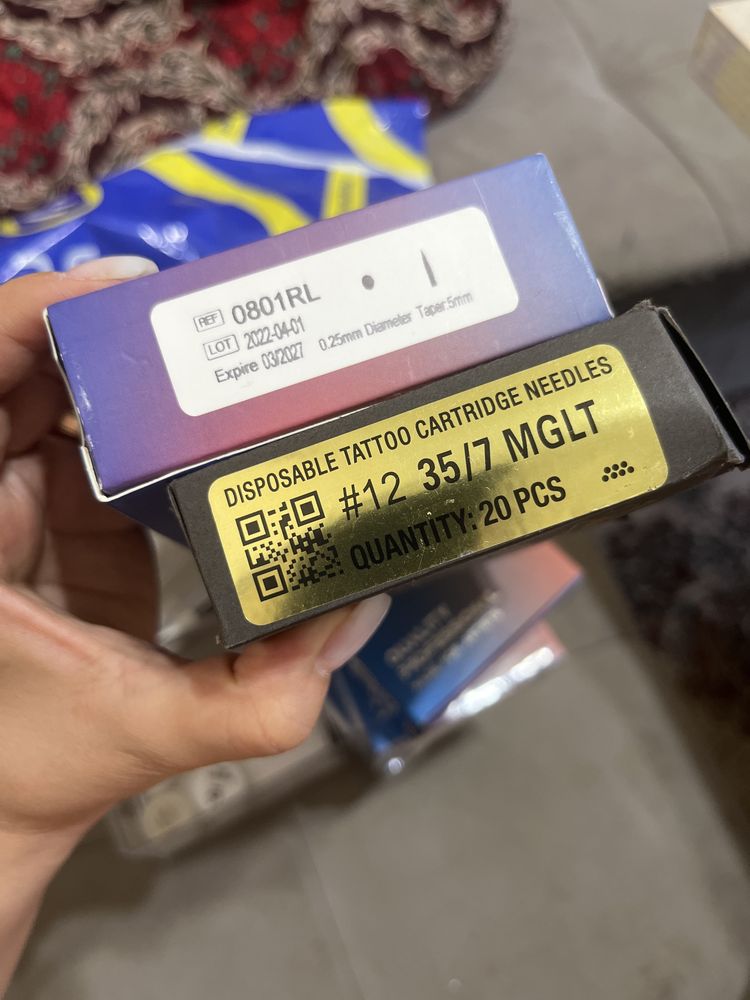 REF 0801RL
LOT 2022-04-01
Expire 03/2027 0.25mm Diameter Taper:5mm
DISPOSABLE TATTOO CARTRIDGE NEEDLES
#12 35/7 MGLT
QUANTITY: 20 PCS
QUALITY